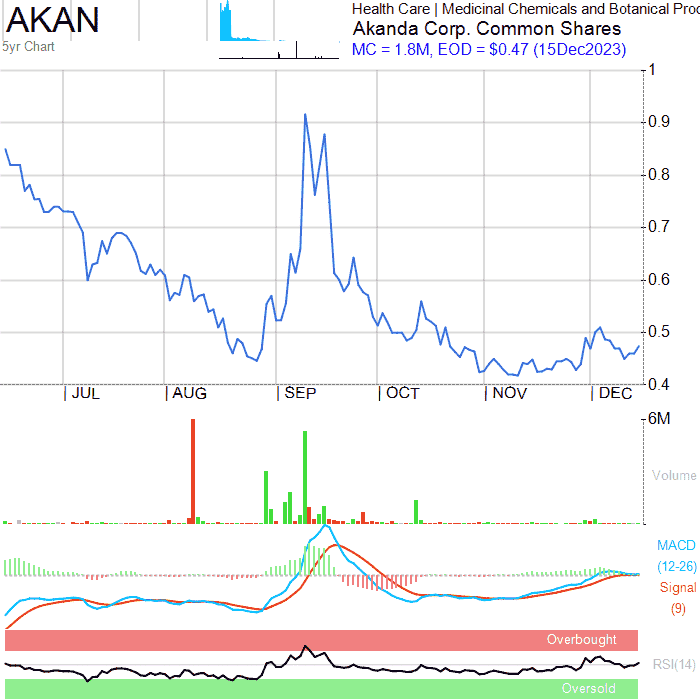 AKAN
5yr Chart
Health Care | Medicinal Chemicals and Botanical Proc
Akanda Corp. Common Shares
MC = 1.8M, EOD = $0.47 (15Dec2023)
1
0.9
0.8
0.7
0.6
0.5
0.4
JUL AUG SEP OCT NOV DEC
6M
Volume
MACD
(12-26)
Signal
(9)
Overbought
RSI(14)
Oversold